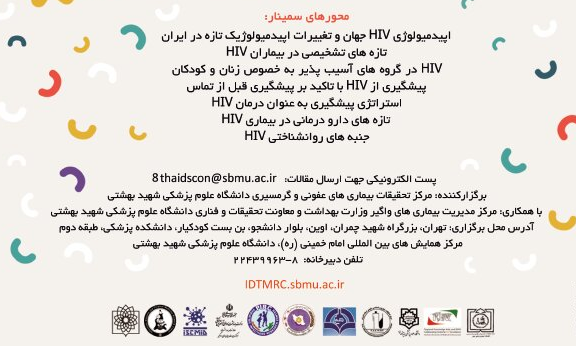 محورهای سمینار:
اپیدمیولوژی HIV جهان و تغییرات اپیدمیولوژیک تازه در ایران
تازه های تشخیصی در بیماران HIV
HIV در گروه های آسیب پذیر به خصوص زنان و کودکان
پیشگیری از HIV با تاکید بر پیشگیری قبل از تماس
استراتژی پیشگیری به عنوان درمان HIV
تازه های دارو درمانی در بیماری HIV
جنبه های روانشناختی HIV
پست الکترونیکی جهت ارسال مقالات: 8thaidscon@sbmu.ac.ir
برگزارکننده: مرکز تحقیقات بیماری های عفونی و گرمسیری دانشگاه علوم پزشکی شهید بهشتی
با همکاری: مرکز مدیریت بیماری های واگیر وزارت بهداشت و معاونت تحقیقات و فناری دانشگاه علوم پزشکی شهید بهشتی
آدرس محل برگزاری: تهران، بزرگراه شهید چمران، اوین، بلوار دانشجو، بن بست کودکیار، دانشکده پزشکی، طبقه دوم
مرکز همایش های بین المللی امام خمینی (ره)، دانشگاه علوم پزشکی شهید بهشتی
تلفن دبیرخانه: ۸-۲۲۴۳۹۹۶۳
IDTMRC.sbmu.ac.ir
ISCMID